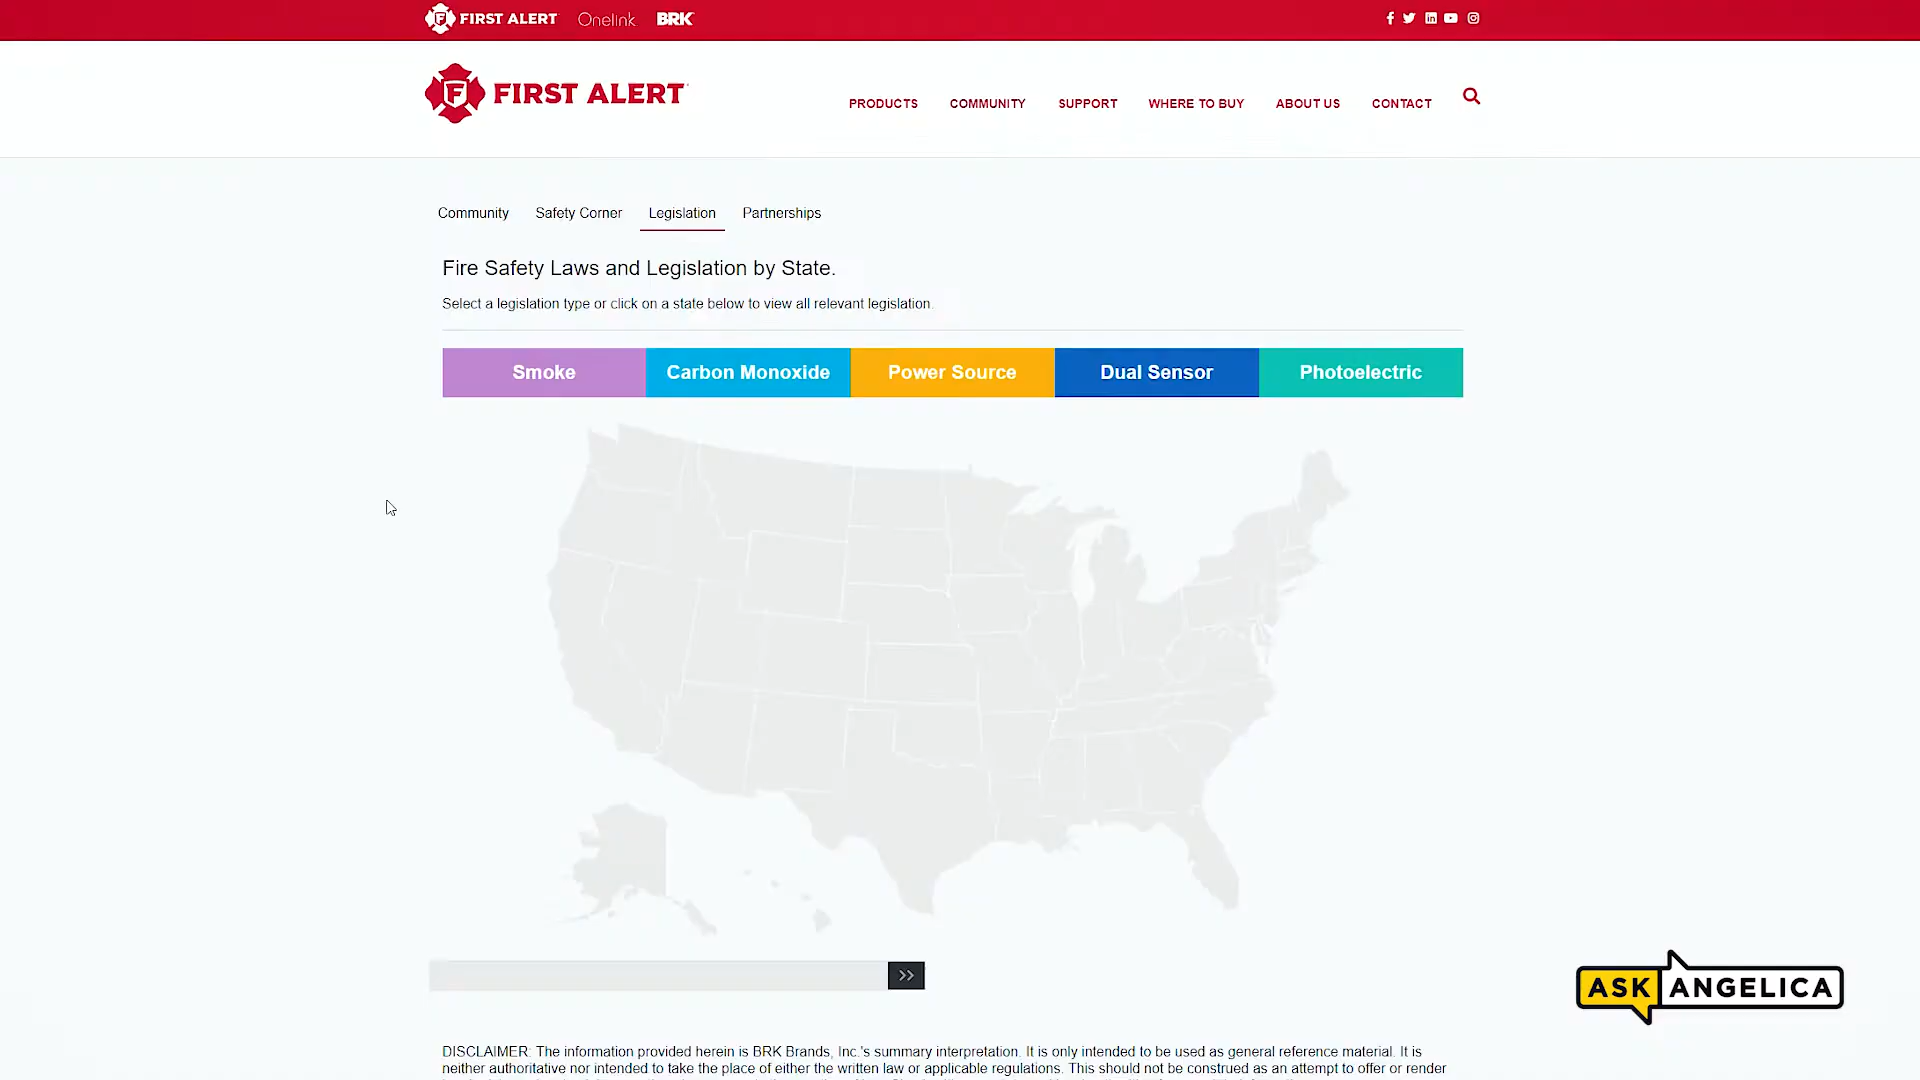 FIRST ALERT Onelink BRK
FIRST ALERT
PRODUCTS COMMUNITY SUPPORT WHERE TO BUY ABOUT US CONTACT
Community Safety Corner Legislation Partnerships
Fire Safety Laws and Legislation by State.
Select a legislation type or click on a state below to view all relevant legislation.
Smoke Carbon Monoxide Power Source Dual Sensor Photoelectric
>>
ASK ANGELICA
DISCLAIMER: The information provided herein is BRK Brands, Inc.'s summary interpretation. It is only intended to be used as general reference material. It is
neither authoritative nor intended to take the place of either the written law or applicable regulations. This should not be construed as an attempt to offer or render